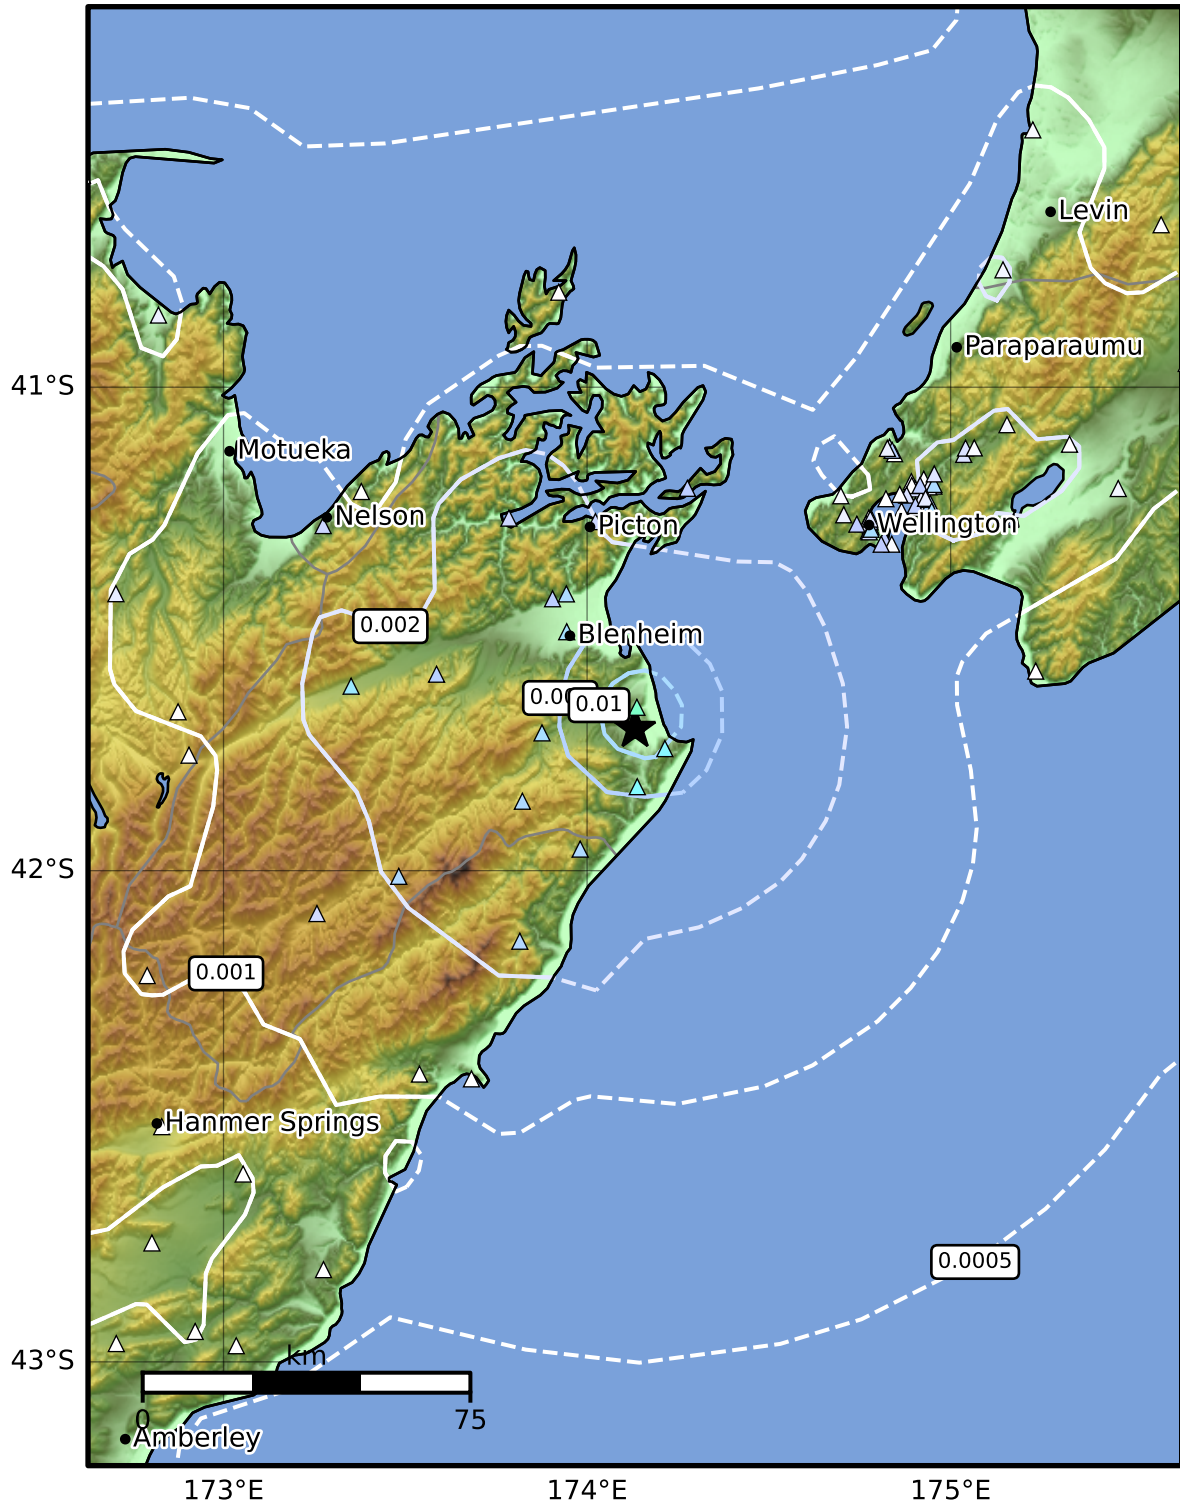 Levin
Paraparaumu
41°S
Motueka
Nelson
Picton
Wellington
0.002
Blenheim
0.01
42°S
0.001
Hanmer Springs
0.0005
43°S
km
0
75
Amberley
173°E
174°E
175°E